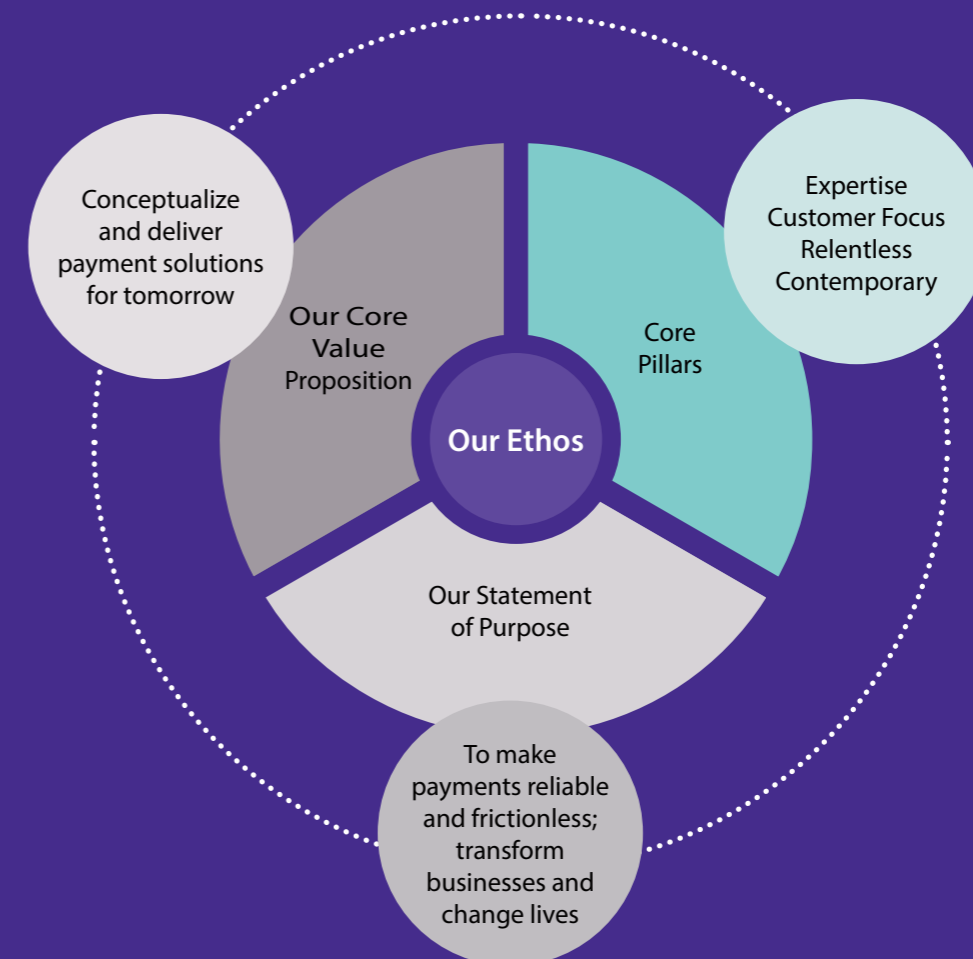 Conceptualize
and deliver
payment solutions
for tomorrow
Expertise
Customer Focus
Relentless
Contemporary
Our Core
Value
Proposition
Core
Pillars
Our Ethos
Our Statement
of Purpose
To make
payments reliable
and frictionless;
transform
businesses and
change lives